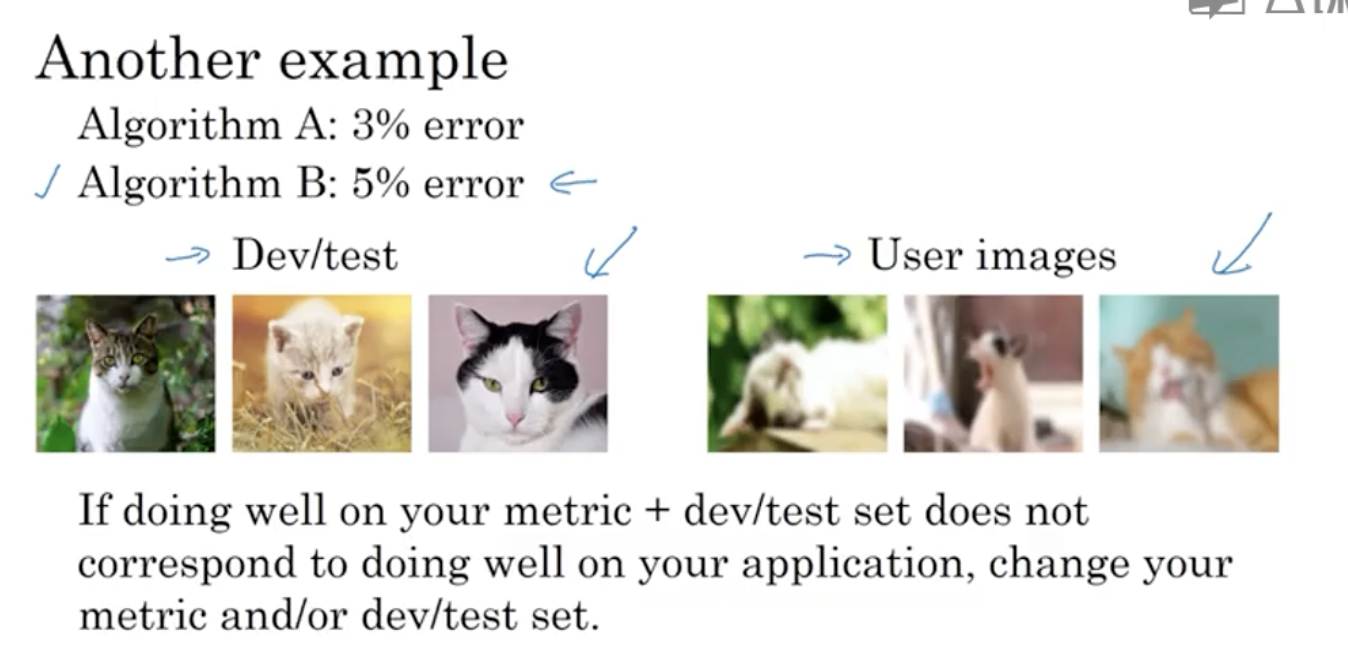 Another example
Algorithm A: 3% error
✓ Algorithm B: 5% error ←
→ Dev/test
→ User images
If doing well on your metric + dev/test set does not
correspond to doing well on your application, change your
metric and/or dev/test set.